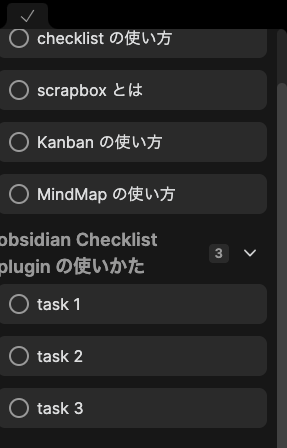 checklist の使い方
scrapbox とは
Kanban の使い方
MindMap の使い方
obsidian Checklist
plugin の使いかた
3
task 1
task 2
task 3